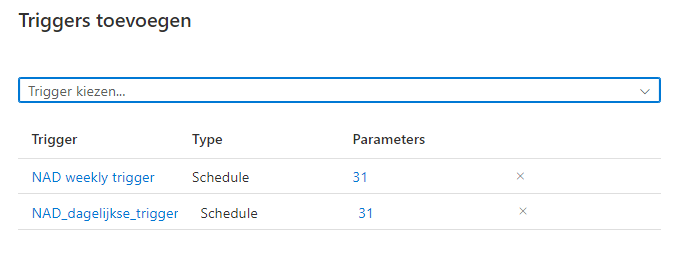 Triggers toevoegen
Trigger kiezen...
Trigger Type Parameters
NAD weekly trigger Schedule 31
NAD_dagelijkse_trigger Schedule 31